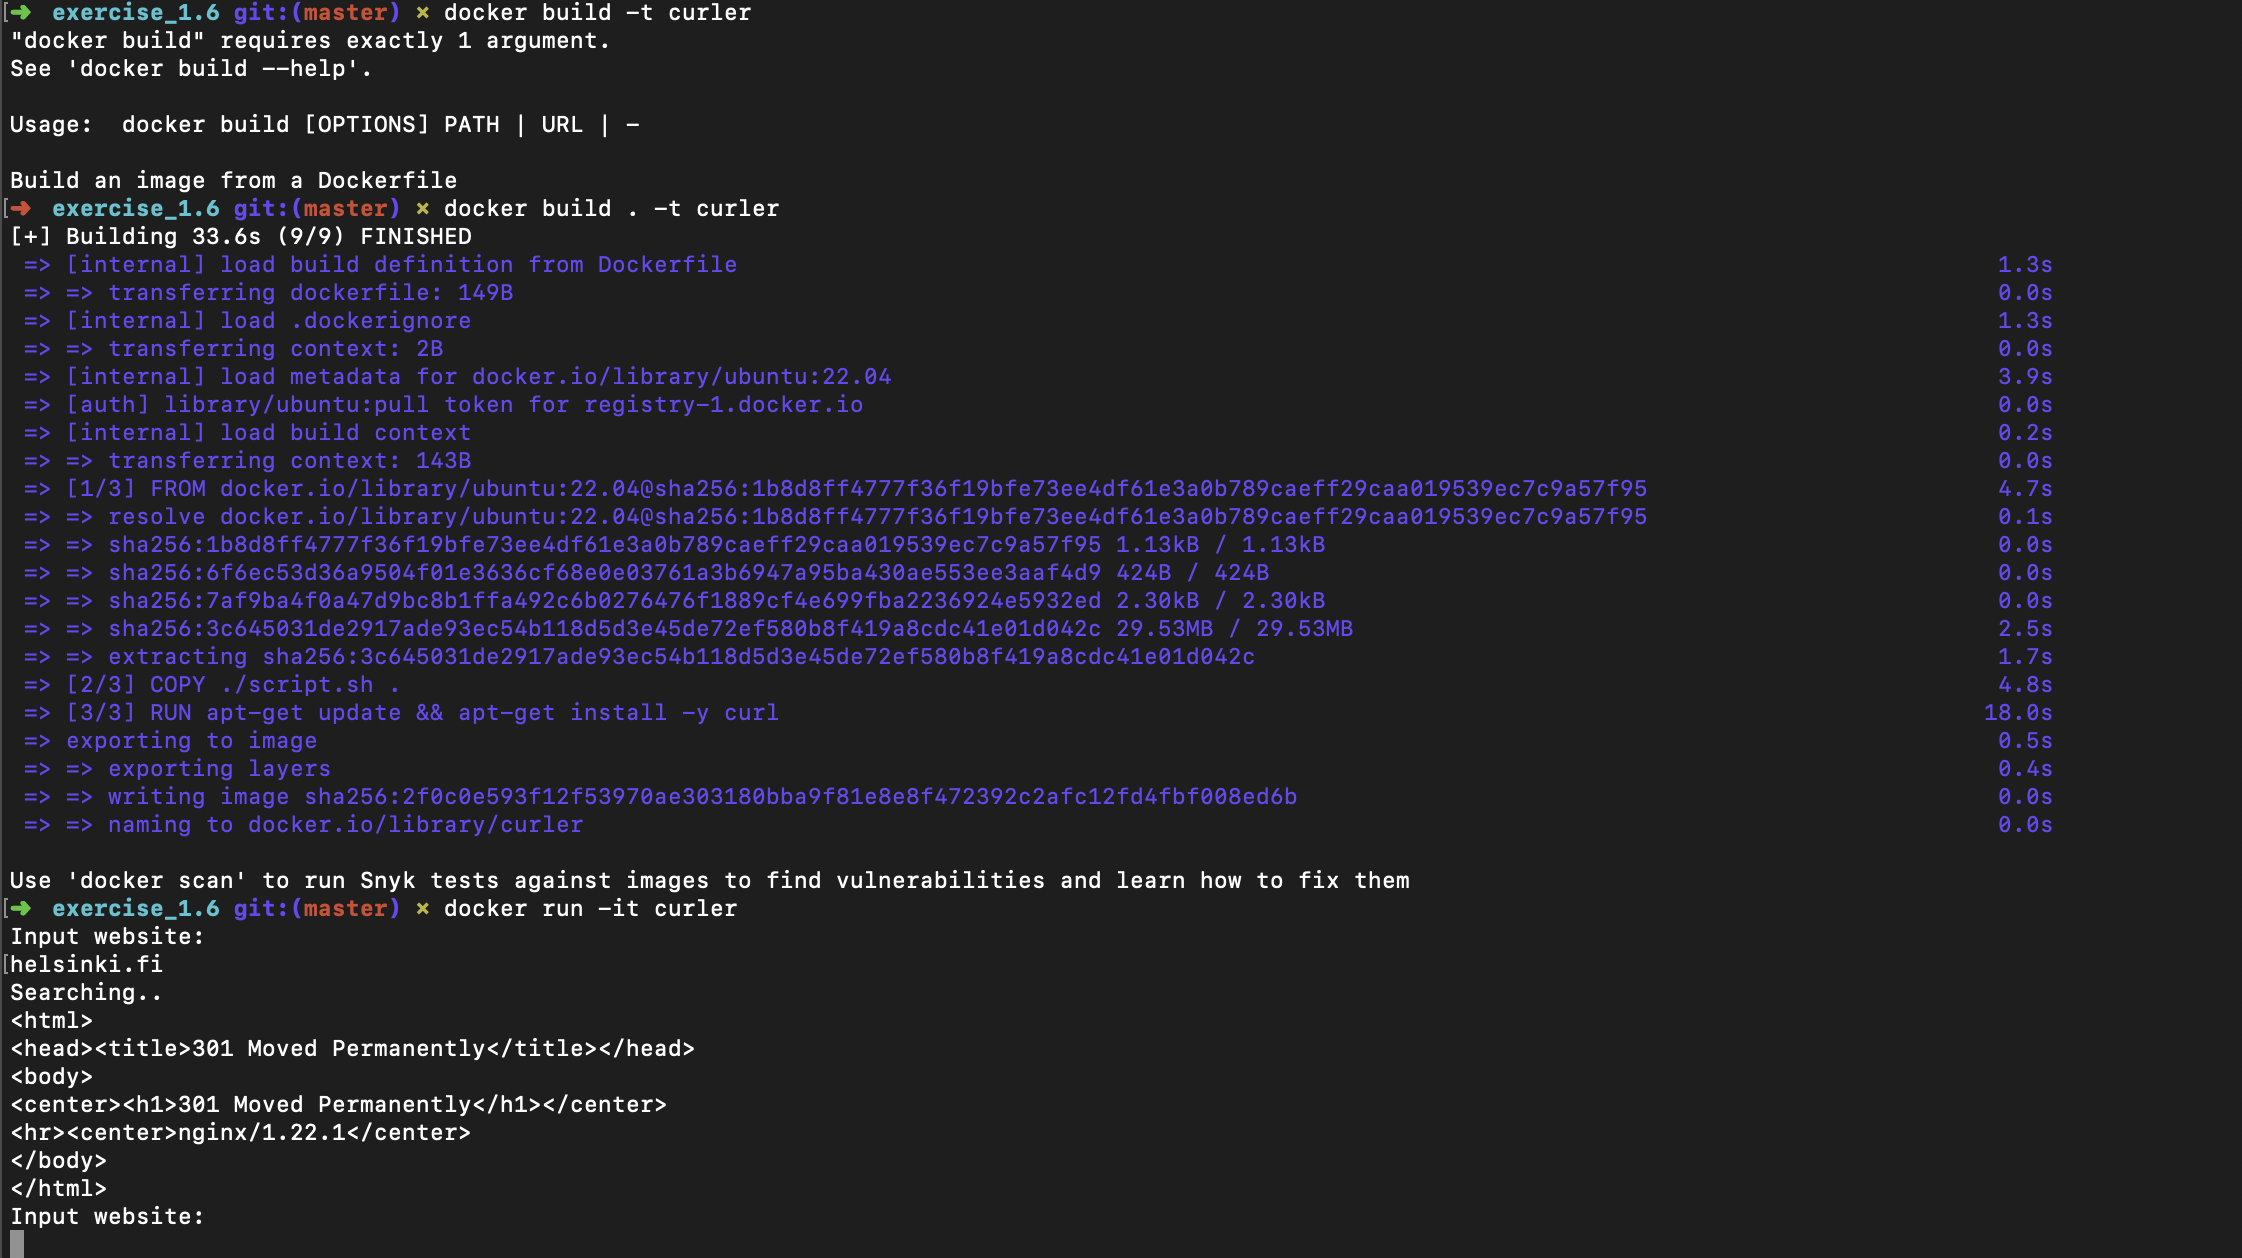 [➜  exercise_1.6 git:(master) × docker build -t curler
"docker build" requires exactly 1 argument.
See 'docker build --help'.
Usage:  docker build [OPTIONS] PATH | URL | -
Build an image from a Dockerfile
[➜  exercise_1.6 git:(master) × docker build . -t curler
[+] Building 33.6s (9/9) FINISHED
=> [internal] load build definition from Dockerfile 1.3s
=> => transferring dockerfile: 149B 0.0s
=> [internal] load .dockerignore 1.3s
=> => transferring context: 2B 0.0s
=> [internal] load metadata for docker.io/library/ubuntu:22.04 3.9s
=> [auth] library/ubuntu:pull token for registry-1.docker.io 0.0s
=> [internal] load build context 0.2s
=> => transferring context: 143B 0.0s
=> [1/3] FROM docker.io/library/ubuntu:22.04@sha256:1b8d8ff4777f36f19bfe73ee4df61e3a0b789caeff29caa019539ec7c9a57f95 4.7s
=> => resolve docker.io/library/ubuntu:22.04@sha256:1b8d8ff4777f36f19bfe73ee4df61e3a0b789caeff29caa019539ec7c9a57f95 0.1s
=> => sha256:1b8d8ff4777f36f19bfe73ee4df61e3a0b789caeff29caa019539ec7c9a57f95 1.13kB / 1.13kB 0.0s
=> => sha256:6f6ec53d36a9504f01e3636cf68e0e03761a3b6947a95ba430ae553ee3aaf4d9 424B / 424B 0.0s
=> => sha256:7af9ba4f0a47d9bc8b1ffa492c6b0276476f1889cf4e699fba2236924e5932ed 2.30kB / 2.30kB 0.0s
=> => sha256:3c645031de2917ade93ec54b118d5d3e45de72ef580b8f419a8cdc41e01d042c 29.53MB / 29.53MB 2.5s
=> => extracting sha256:3c645031de2917ade93ec54b118d5d3e45de72ef580b8f419a8cdc41e01d042c 1.7s
=> [2/3] COPY ./script.sh . 4.8s
=> [3/3] RUN apt-get update && apt-get install -y curl 18.0s
=> exporting to image 0.5s
=> => exporting layers 0.4s
=> => writing image sha256:2f0c0e593f12f53970ae303180bba9f81e8e8f472392c2afc12fd4fbf008ed6b 0.0s
=> => naming to docker.io/library/curler 0.0s
Use 'docker scan' to run Snyk tests against images to find vulnerabilities and learn how to fix them
[➜  exercise_1.6 git:(master) × docker run -it curler
Input website:
[helsinki.fi
Searching..
<html>
<head><title>301 Moved Permanently</title></head>
<body>
<center><h1>301 Moved Permanently</h1></center>
<hr><center>nginx/1.22.1</center>
</body>
</html>
Input website: